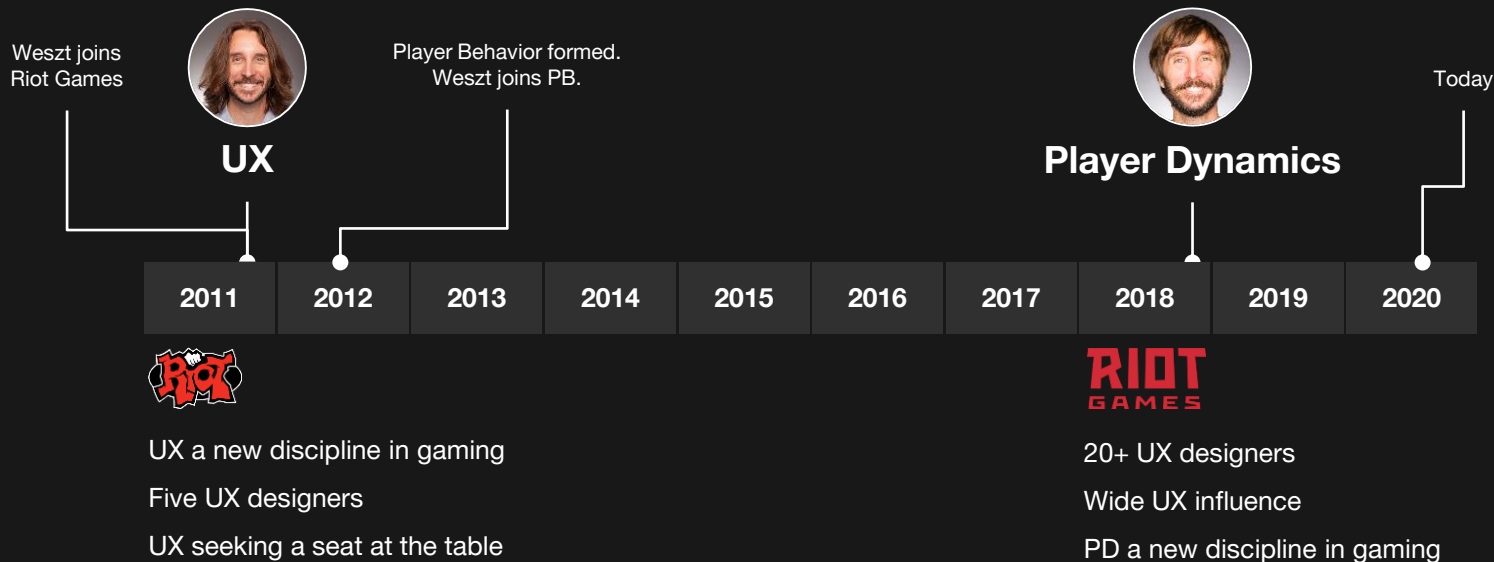 Weszt joins
Riot Games
UX
Player Behavior formed.
Weszt joins PB.
Player Dynamics
Today
2011
2012
2013
2014
2015
2016
2017
2018
2019
2020
RIOT
UX a new discipline in gaming
Five UX designers
UX seeking a seat at the table
RIOT
GAMES
20+ UX designers
Wide UX influence
PD a new discipline in gaming